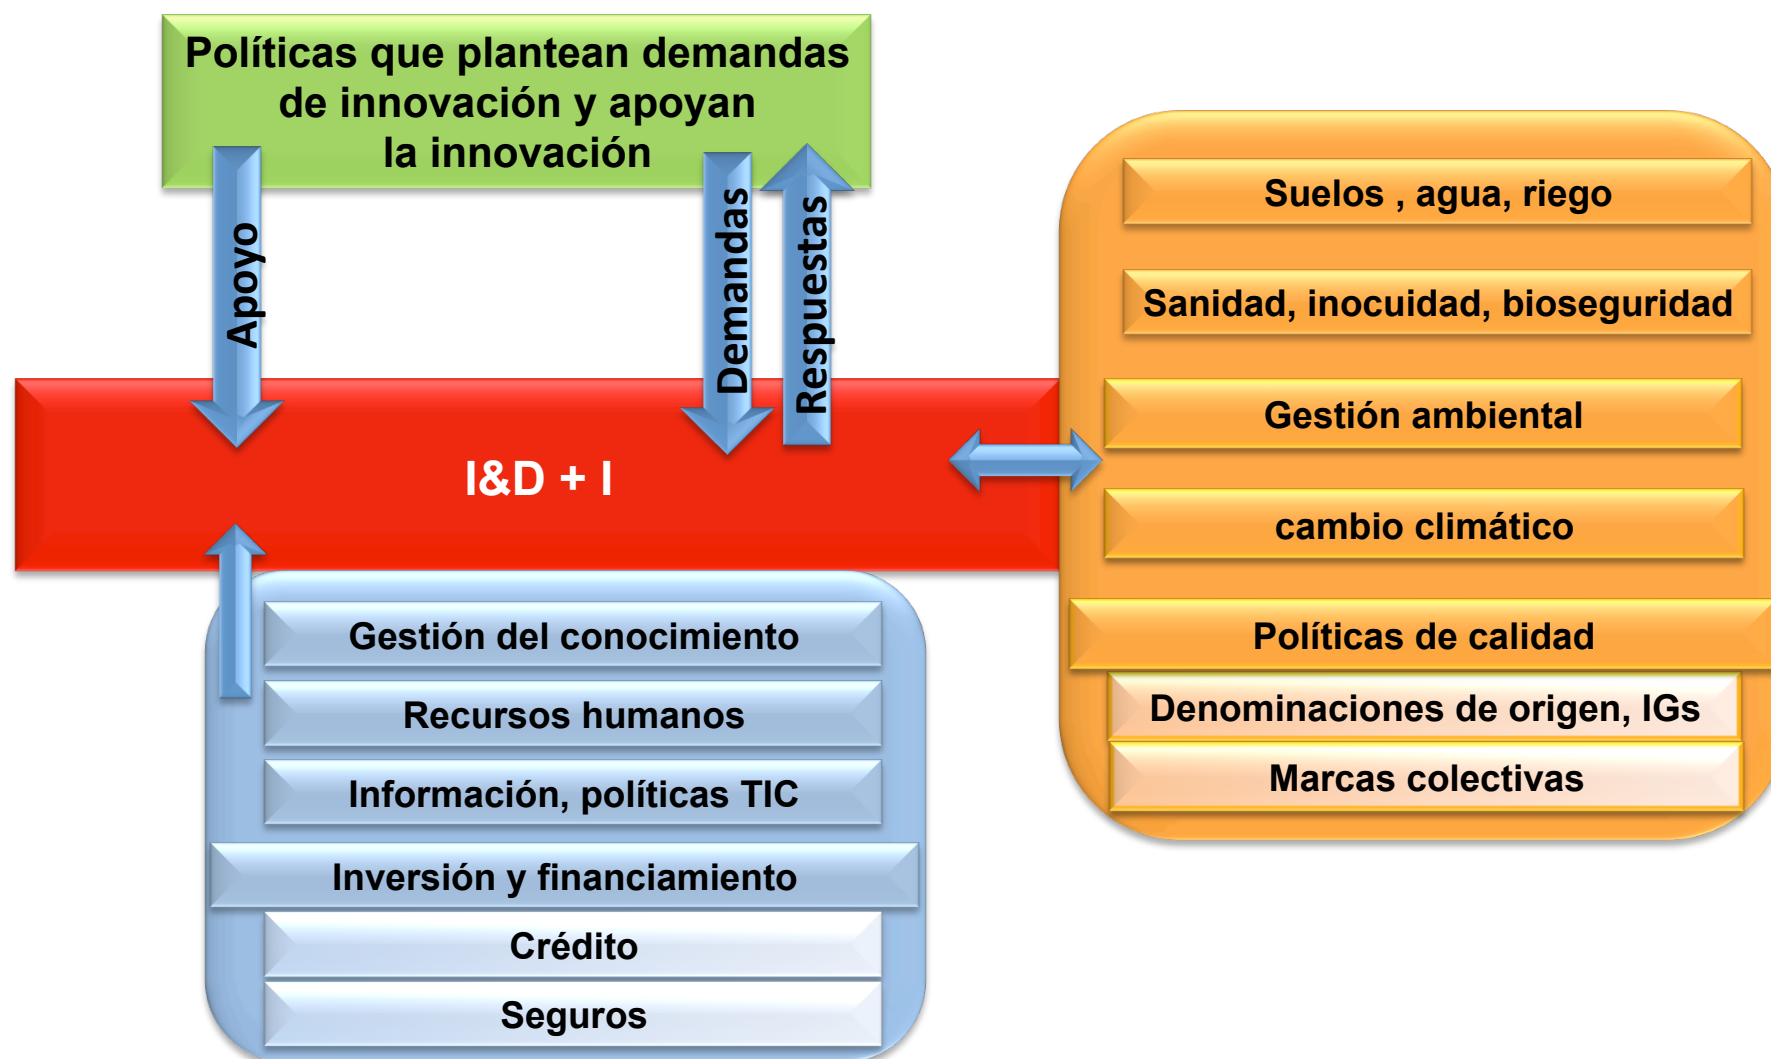 Políticas que plantean demandas
de innovación y apoyan
la innovación
Apoyo
Demandas
Respuestas
I&D + I
Suelos , agua, riego
Sanidad, inocuidad, bioseguridad
Gestión ambiental
cambio climático
Políticas de calidad
Denominaciones de origen, IGs
Marcas colectivas
Gestión del conocimiento
Recursos humanos
Información, políticas TIC
Inversión y financiamiento
Crédito
Seguros